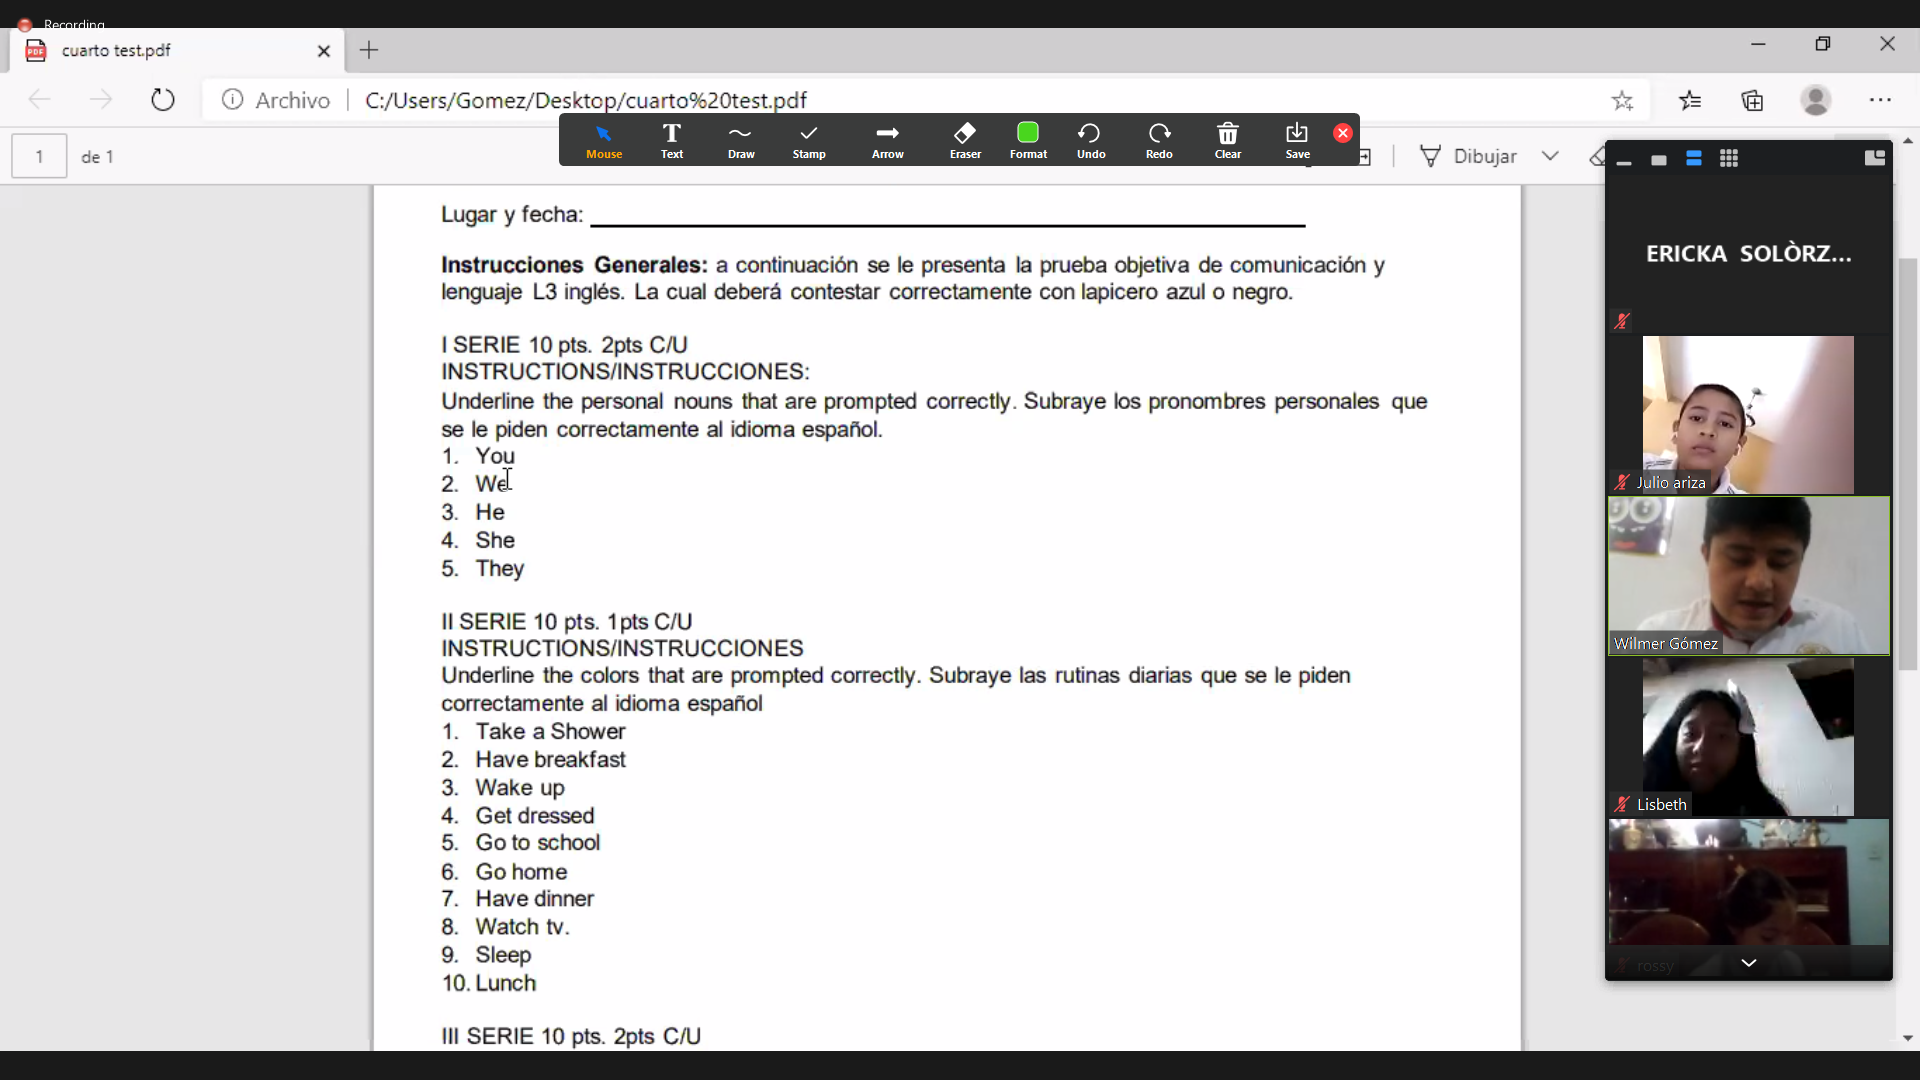 Recording
cuarto test.pdf
Archivo
C:/Users/Gomez/Desktop/cuarto%20test.pdf
Mouse
Text
Draw
Stamp
Arrow
Eraser
Format
Undo
Redo
Clear
Save
1 de 1
Dibujar
Lugar y fecha:
Instrucciones Generales: a continuación se le presenta la prueba objetiva de comunicación y
lenguaje L3 inglés. La cual deberá contestar correctamente con lapicero azul o negro.
I SERIE 10 pts. 2pts C/U
INSTRUCTIONS/INSTRUCCIONES:
Underline the personal nouns that are prompted correctly. Subraye los pronombres personales que
se le piden correctamente al idioma español.
1. You
2. We
3. He
4. She
5. They
II SERIE 10 pts. 1pts C/U
INSTRUCTIONS/INSTRUCCIONES
Underline the colors that are prompted correctly. Subraye las rutinas diarias que se le piden
correctamente al idioma español
1. Take a Shower
2. Have breakfast
3. Wake up
4. Get dressed
5. Go to school
6. Go home
7. Have dinner
8. Watch tv.
9. Sleep
10. Lunch
III SERIE 10 pts. 2pts C/U
ERICKA SOLÒRZ...
Julio ariza
Wilmer Gómez
Lisbeth
rossy